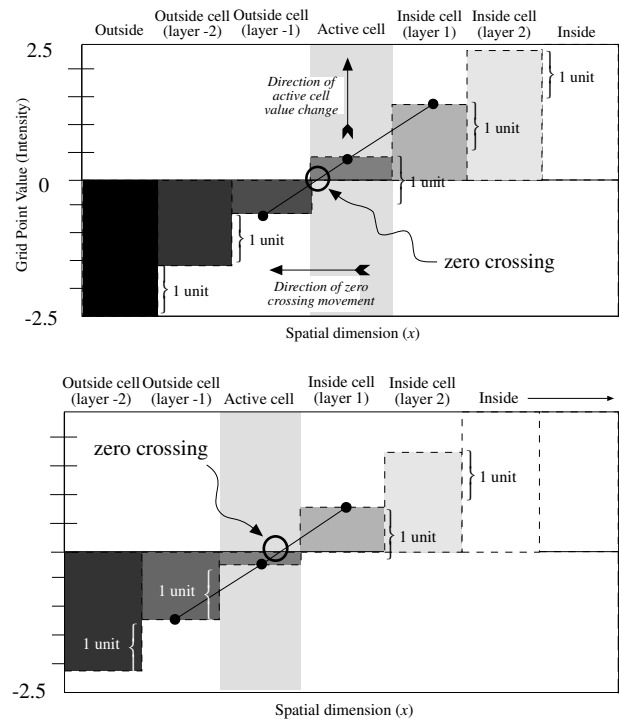 Outside
Outside cell
(layer -2)
Outside cell
(layer -1)
Active cell
Inside cell
(layer 1)
Inside cell
(layer 2)
Inside
2.5
0
-2.5
Grid Point Value (Intensity)
Direction of
active cell
value change
1 unit
1 unit
1 unit
1 unit
1 unit
zero crossing
Direction of zero
crossing movement
Spatial dimension (x)
Outside cell
(layer -2)
Outside cell
(layer -1)
Active cell
Inside cell
(layer 1)
Inside cell
(layer 2)
Inside
zero crossing
1 unit
1 unit
1 unit
1 unit
-2.5
Spatial dimension (x)